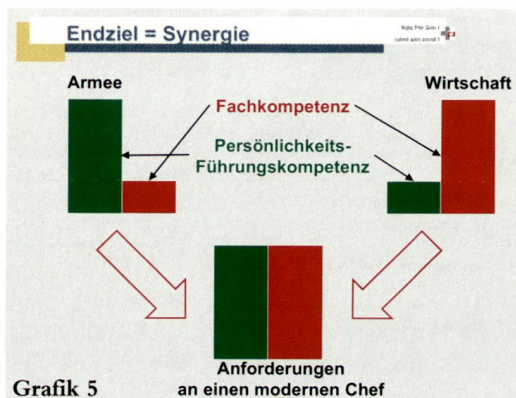 Endziel = Synergie
Armee
Wirtschaft
Fachkompetenz
Persönlichkeits-
Führungskompetenz
Anforderungen
an einen modernen Chef
Grafik 5